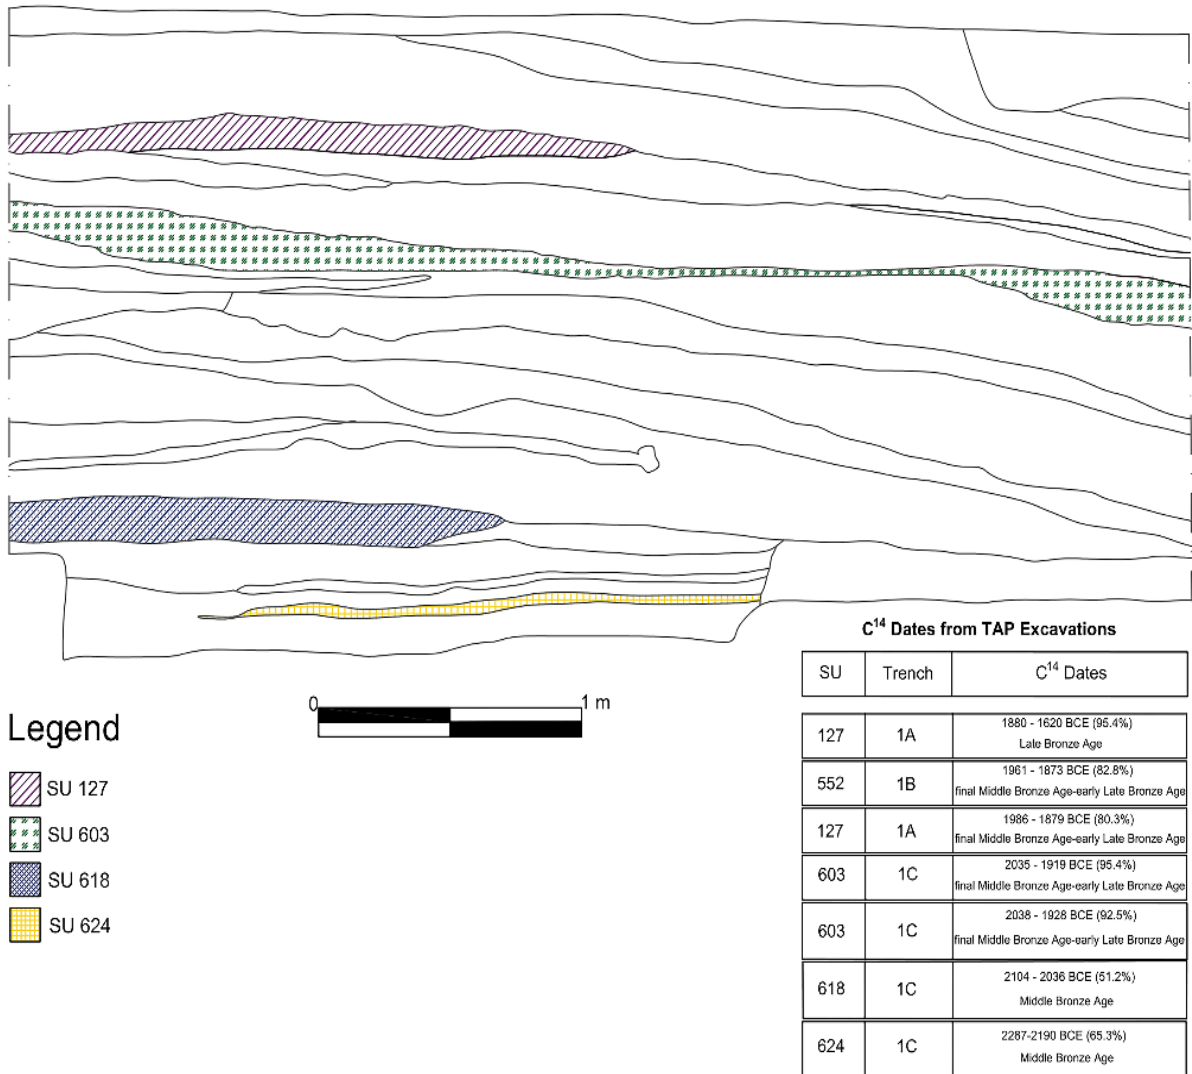 0
1 m
Legend
SU 127
SU 603
SU 618
SU 624
C¹⁴ Dates from TAP Excavations
SU Trench C¹⁴ Dates
127 1A 1880 - 1620 BCE (95.4%)
Late Bronze Age
552 1B 1961 - 1873 BCE (82.8%)
final Middle Bronze Age-early Late Bronze Age
127 1A 1986 - 1879 BCE (80.3%)
final Middle Bronze Age-early Late Bronze Age
603 1C 2035 - 1919 BCE (95.4%)
final Middle Bronze Age-early Late Bronze Age
603 1C 2038 - 1928 BCE (92.5%)
final Middle Bronze Age-early Late Bronze Age
618 1C 2104 - 2036 BCE (51.2%)
Middle Bronze Age
624 1C 2287-2190 BCE (65.3%)
Middle Bronze Age